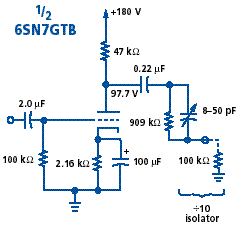 1/2
6SN7GTB
+180 V
47 kΩ
0.22 µF
97.7 V
2.0 µF
8–50 pF
909 kΩ
+
100 kΩ
2.16 kΩ
100 µF
100 kΩ
÷10
isolator